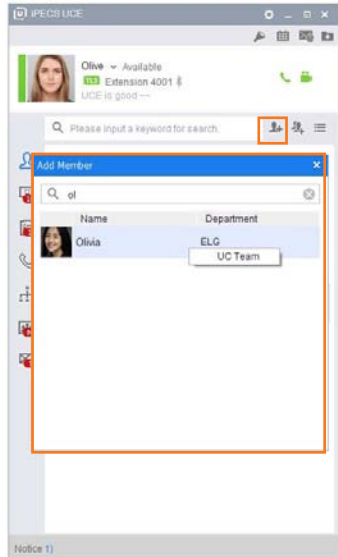 iPECS UCE
Olive Available
Extension 4001
UCE is good ---
Please input a keyword for search.
Add Member
ol
Name Department
Olivia ELG
UC Team
Notice 1)